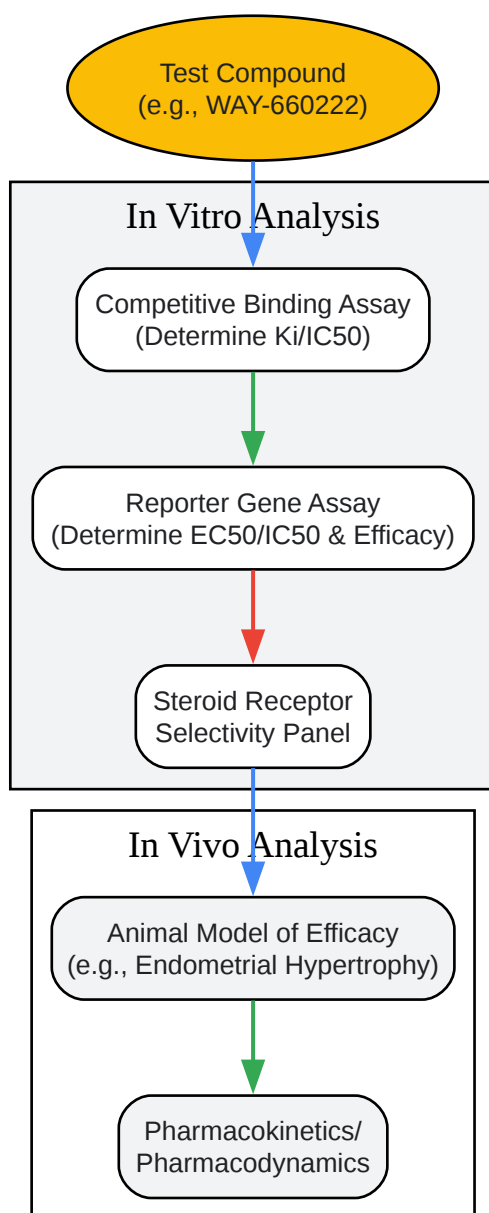 Test Compound
(e.g., WAY-660222)
In Vitro Analysis
Competitive Binding Assay
(Determine Ki/IC50)
Reporter Gene Assay
(Determine EC50/IC50 & Efficacy)
Steroid Receptor
Selectivity Panel
In Vivo Analysis
Animal Model of Efficacy
(e.g., Endometrial Hypertrophy)
Pharmacokinetics/
Pharmacodynamics